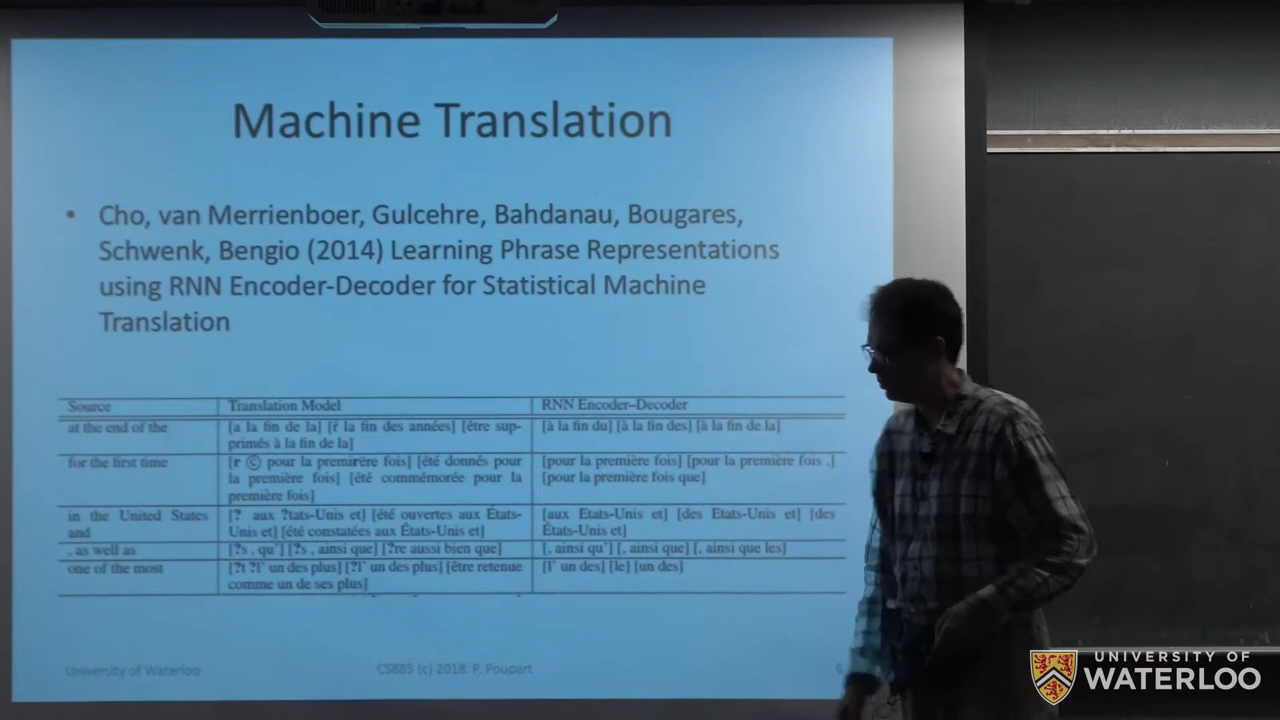 Machine Translation
• Cho, van Merrienboer, Gulcehre, Bahdanau, Bougares,
Schwenk, Bengio (2014) Learning Phrase Representations
using RNN Encoder-Decoder for Statistical Machine
Translation
Source Translation Model RNN Encoder–Decoder
at the end of the [a la fin de la] [ŕ la fin des années] [être sup- [à la fin du] [à la fin des] [à la fin de la]
primés à la fin de la]
for the first time [r © pour la premirëre fois] [été donnés pour [pour la première fois] [pour la première fois ,]
la première fois] [été commémorée pour la [pour la première fois que]
première fois]
in the United States [? aux ?tats-Unis et] [été ouvertes aux États- [aux Etats-Unis et] [des Etats-Unis et] [des
and Unis et] [été constatées aux États-Unis et] États-Unis et]
, as well as [?s , qu'] [?s , ainsi que] [?re aussi bien que] [, ainsi qu'] [, ainsi que] [, ainsi que les]
one of the most [?t ?l' un des plus] [?l' un des plus] [être retenue [l' un des] [le] [un des]
comme un de ses plus]
University of Waterloo CS885 (c) 2018 P. Poupart 6
UNIVERSITY OF
WATERLOO